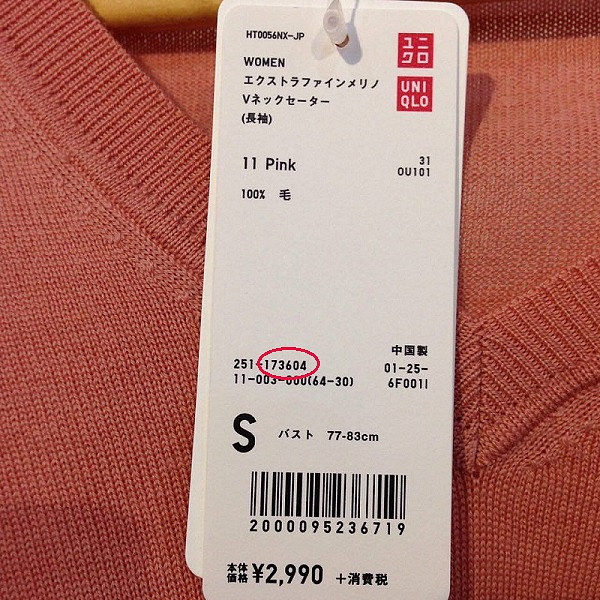 HT0056NX-JP
ユニ
クロ
WOMEN
エクストラファインメリノ
UNI
QLO
Vネックセーター
(長袖)
11 Pink
31
OU101
100% 毛
中国製
251-173604
01-25-
11-003-000(64-30)
6F001I
S バスト 77-83cm
2000095236719
本体
価格 ¥2,990 +消費税